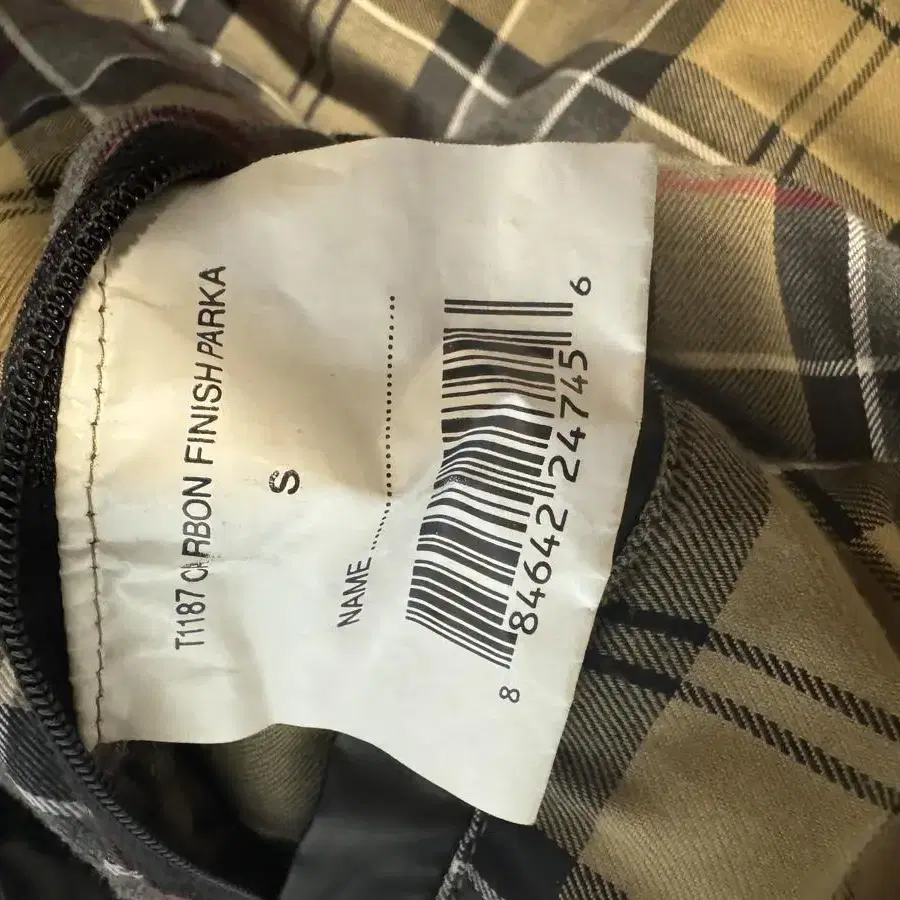 T1187 CARBON FINISH PARKA
S
NAME ........................
8 84642 24745 6